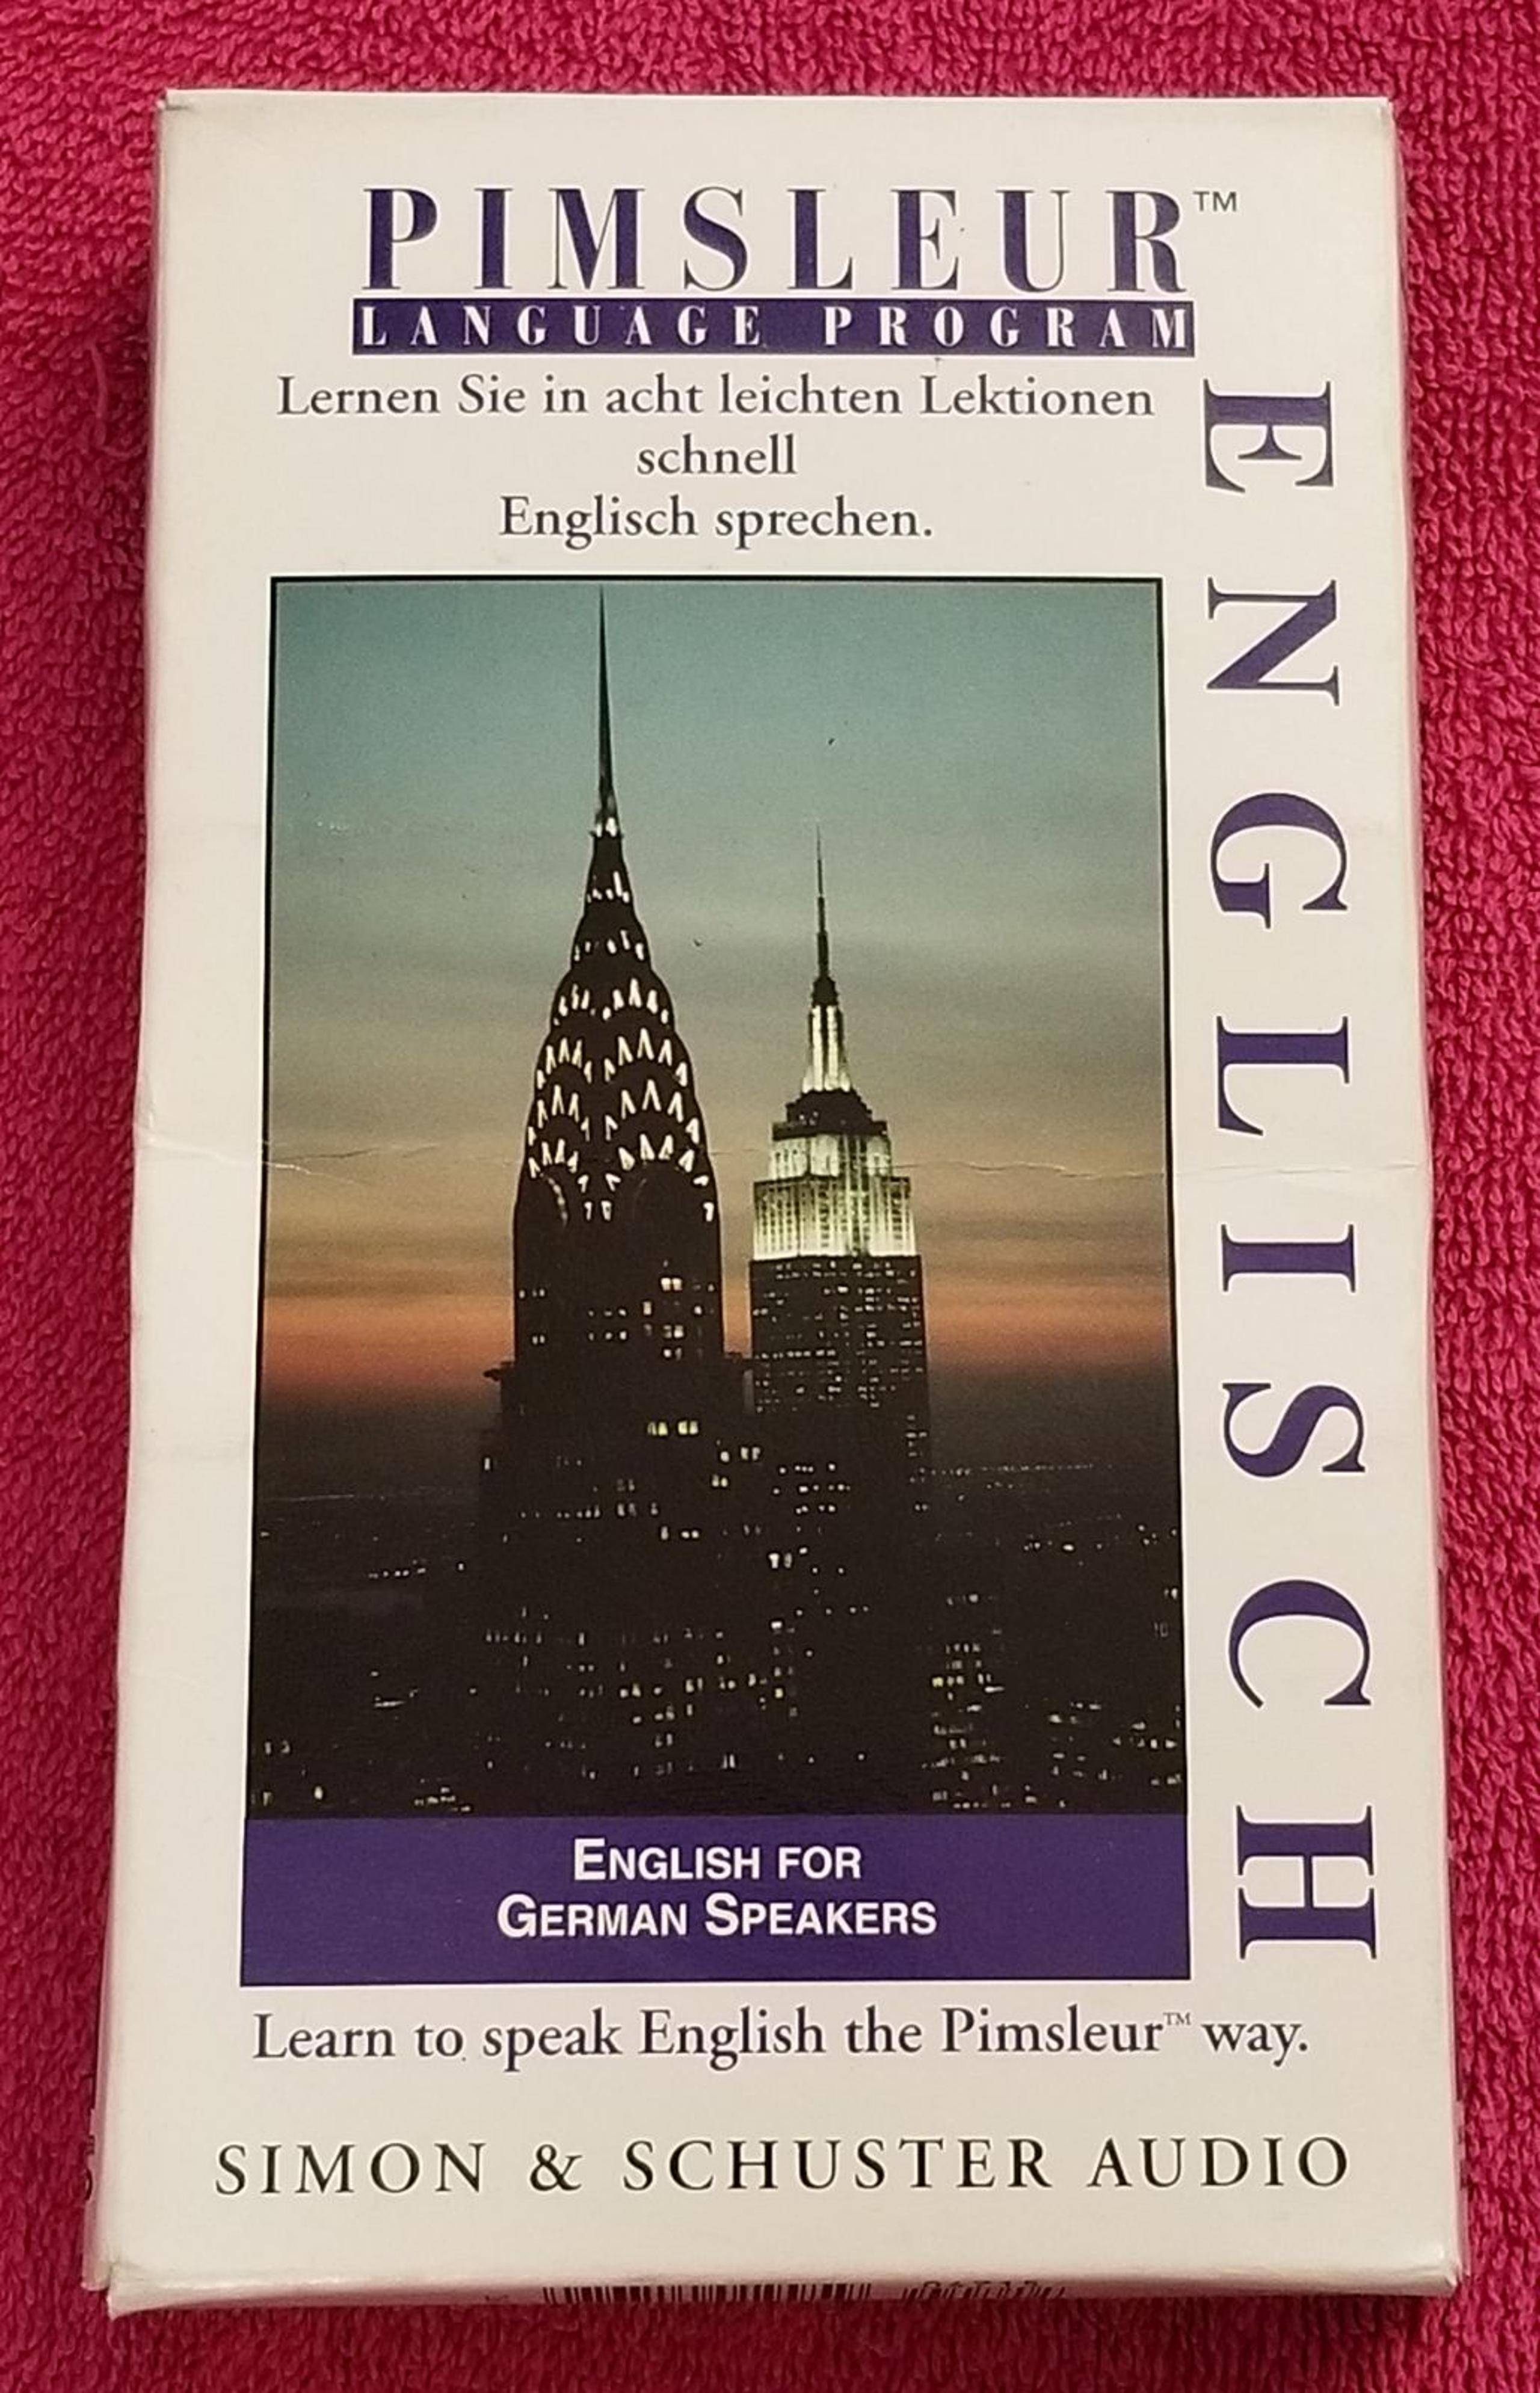 PIMSLEUR™
LANGUAGE PROGRAM
Lernen Sie in acht leichten Lektionen
schnell
Englisch sprechen.
ENGLISCH
ENGLISH FOR
GERMAN SPEAKERS
Learn to speak English the Pimsleur™ way.
SIMON & SCHUSTER AUDIO